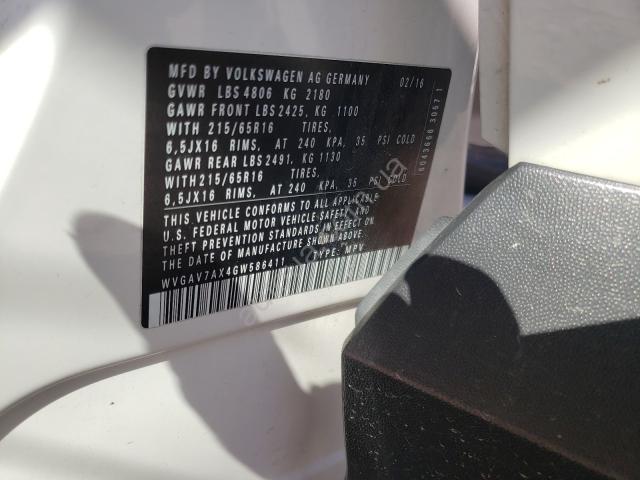 MFD BY VOLKSWAGEN AG GERMANY 02/16
GVWR LBS 4806 KG 2180
GAWR FRONT LBS 2425, KG 1100
WITH 215/65R16 TIRES,
6,5JX16 RIMS, AT 240 KPA, 35 PSI COLD
GAWR REAR LBS 2491, KG 1130
WITH 215/65R16 TIRES,
6,5JX16 RIMS, AT 240 KPA, 35 PSI COLD
THIS VEHICLE CONFORMS TO ALL APPLICABLE
U.S. FEDERAL MOTOR VEHICLE SAFETY AND
THEFT PREVENTION STANDARDS IN EFFECT ON
THE DATE OF MANUFACTURE SHOWN ABOVE.
WVGAV7AX4GW586411 TYPE: MPV